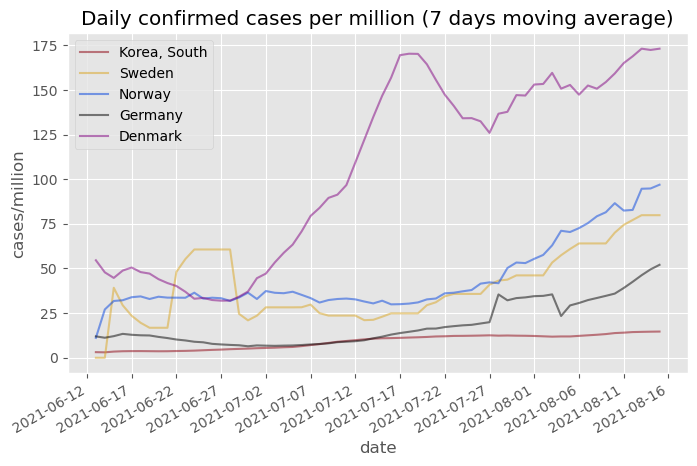 Daily confirmed cases per million (7 days moving average)
Korea, South
Sweden
Norway
Germany
Denmark
cases/million
175
150
125
100
75
50
25
0
2021-06-12
2021-06-17
2021-06-22
2021-06-27
2021-07-02
2021-07-07
2021-07-12
2021-07-17
2021-07-22
2021-07-27
2021-08-01
2021-08-06
2021-08-11
2021-08-16
date